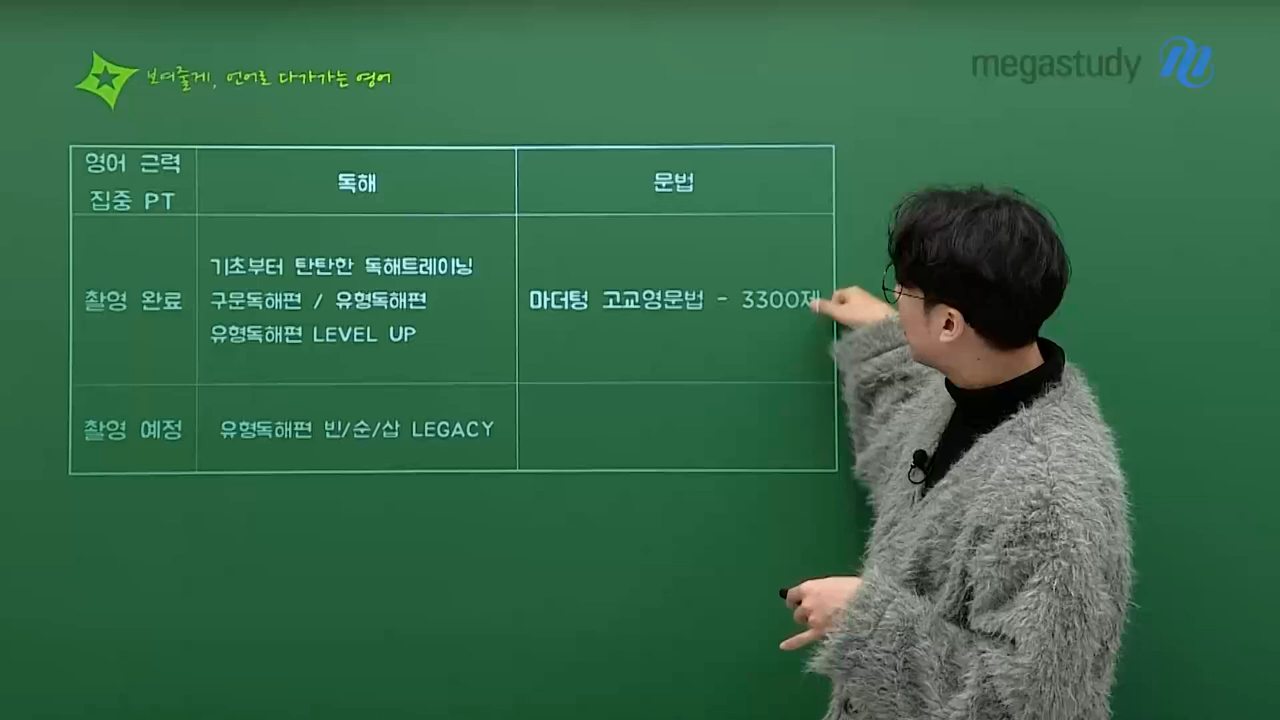 보여줄게, 언어로 다가가는 영어
megastudy
영어 근력
집중 PT
독해
문법
촬영 완료
기초부터 탄탄한 독해트레이닝
구문독해편 / 유형독해편
유형독해편 LEVEL UP
마더텅 고교영문법 - 3300제
촬영 예정
유형독해편 빈/순/삽 LEGACY